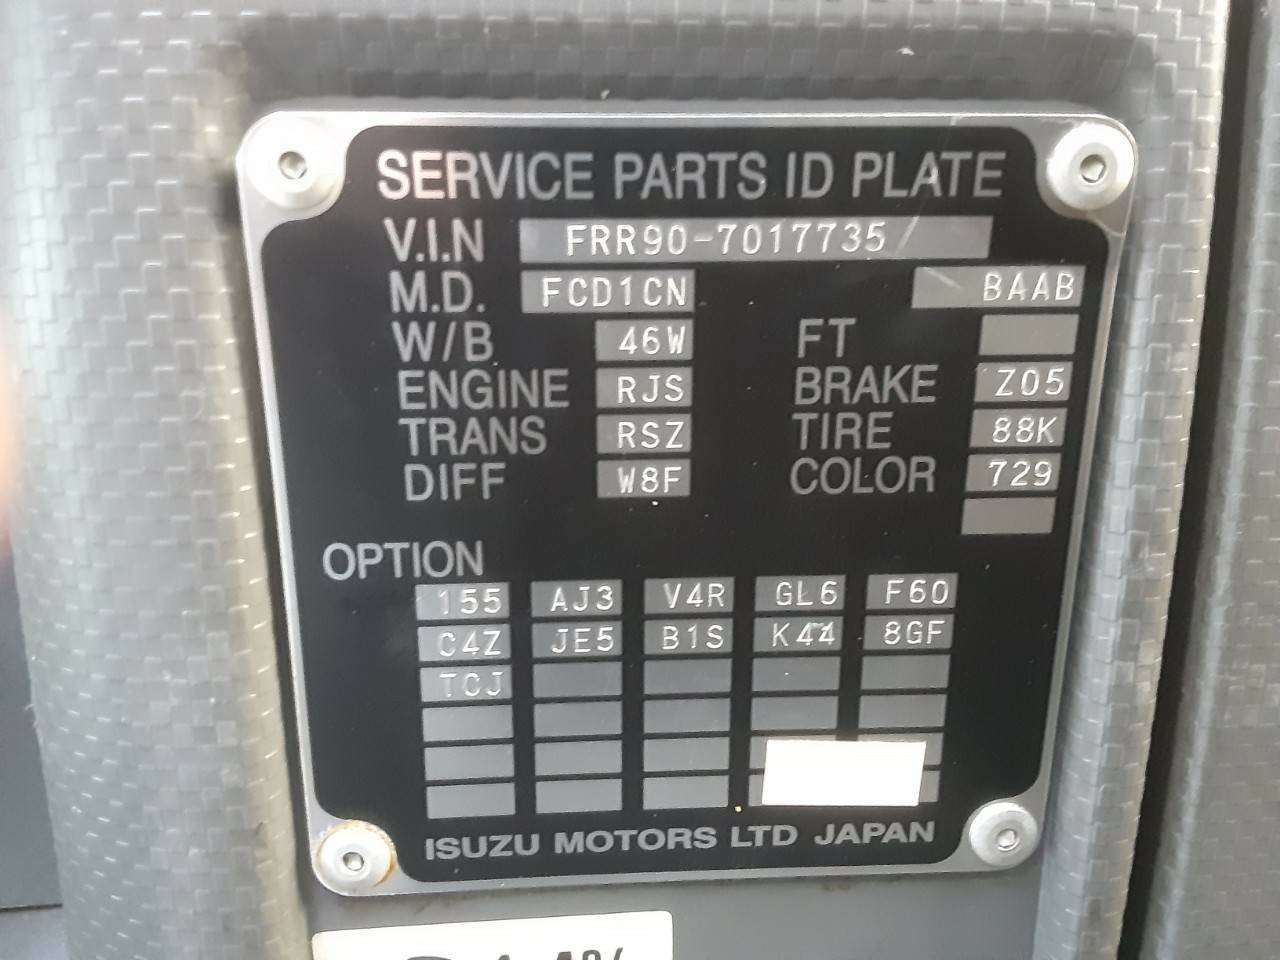 SERVICE PARTS ID PLATE
V.I.N FRR90-7017735
M.D. FCD1CN BAAB
W/B 46W FT
ENGINE RJS BRAKE Z05
TRANS RSZ TIRE 88K
DIFF W8F COLOR 729
OPTION
155 AJ3 V4R GL6 F60
C4Z JE5 B1S K44 8GF
TCJ
ISUZU MOTORS LTD JAPAN